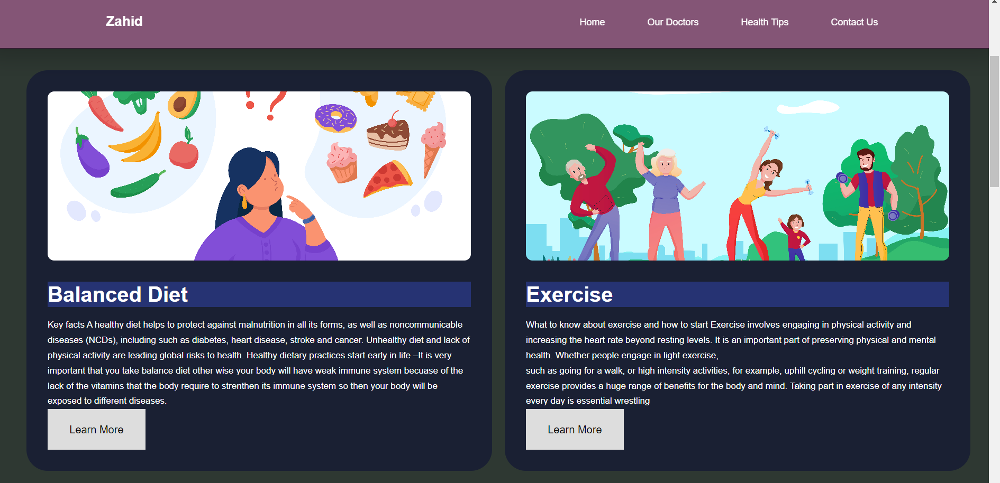 Zahid
Home
Our Doctors
Health Tips
Contact Us
Balanced Diet
Key facts A healthy diet helps to protect against malnutrition in all its forms, as well as noncommunicable
diseases (NCDs), including such as diabetes, heart disease, stroke and cancer. Unhealthy diet and lack of
physical activity are leading global risks to health. Healthy dietary practices start early in life –It is very
important that you take balance diet other wise your body will have weak immune system becuase of the
lack of the vitamins that the body require to strenthen its immune system so then your body will be
exposed to different diseases.
Learn More
Exercise
What to know about exercise and how to start Exercise involves engaging in physical activity and
increasing the heart rate beyond resting levels. It is an important part of preserving physical and mental
health. Whether people engage in light exercise,
such as going for a walk, or high intensity activities, for example, uphill cycling or weight training, regular
exercise provides a huge range of benefits for the body and mind. Taking part in exercise of any intensity
every day is essential wrestling
Learn More